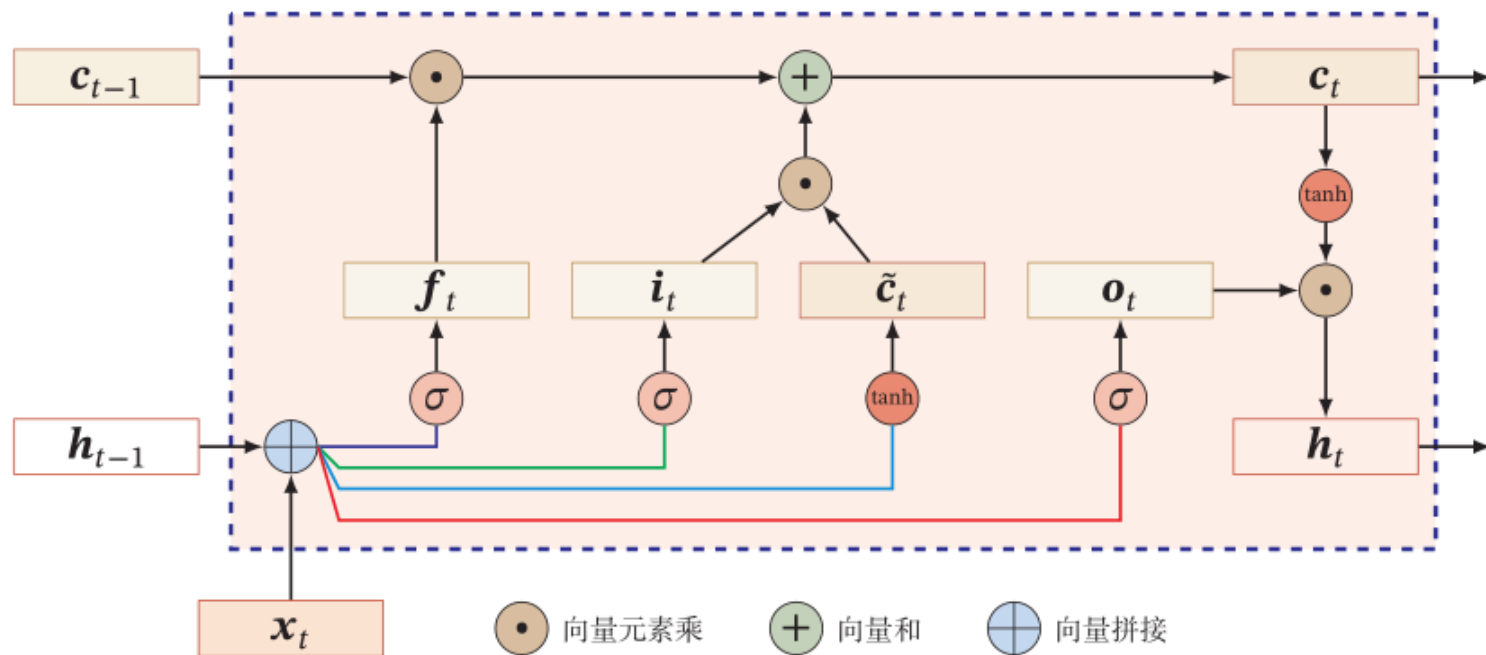 c_{t-1} c_t
tanh
f_t i_t c̃_t o_t
σ σ tanh σ
h_{t-1} h_t
x_t
向量元素乘 向量和 向量拼接